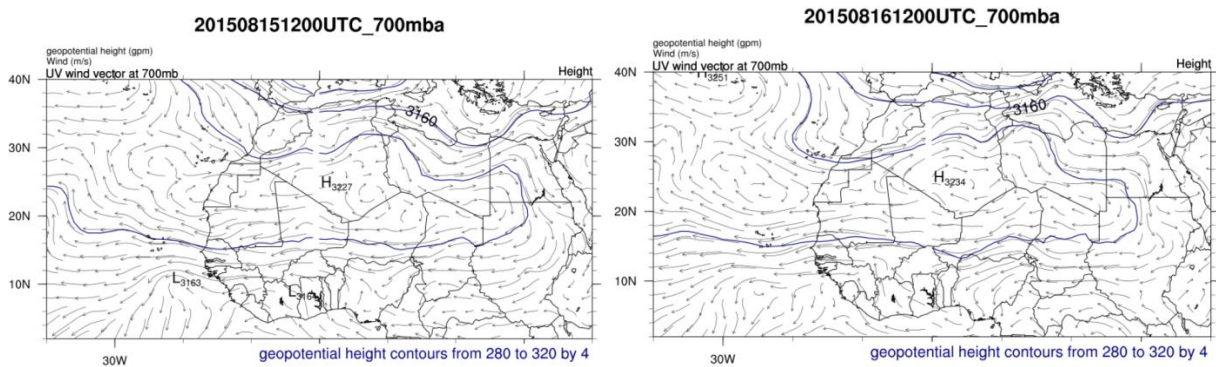 201508151200UTC_700mba
geopotential height (gpm)
Wind (m/s)
UV wind vector at 700mb
Height
40N
30N
20N
10N
3160
H3227
L3163
L3164
30W
geopotential height contours from 280 to 320 by 4
201508161200UTC_700mba
geopotential height (gpm)
Wind (m/s)
UV wind vector at 700mb
Height
40N
30N
20N
10N
H3251
3160
H3234
30W
geopotential height contours from 280 to 320 by 4